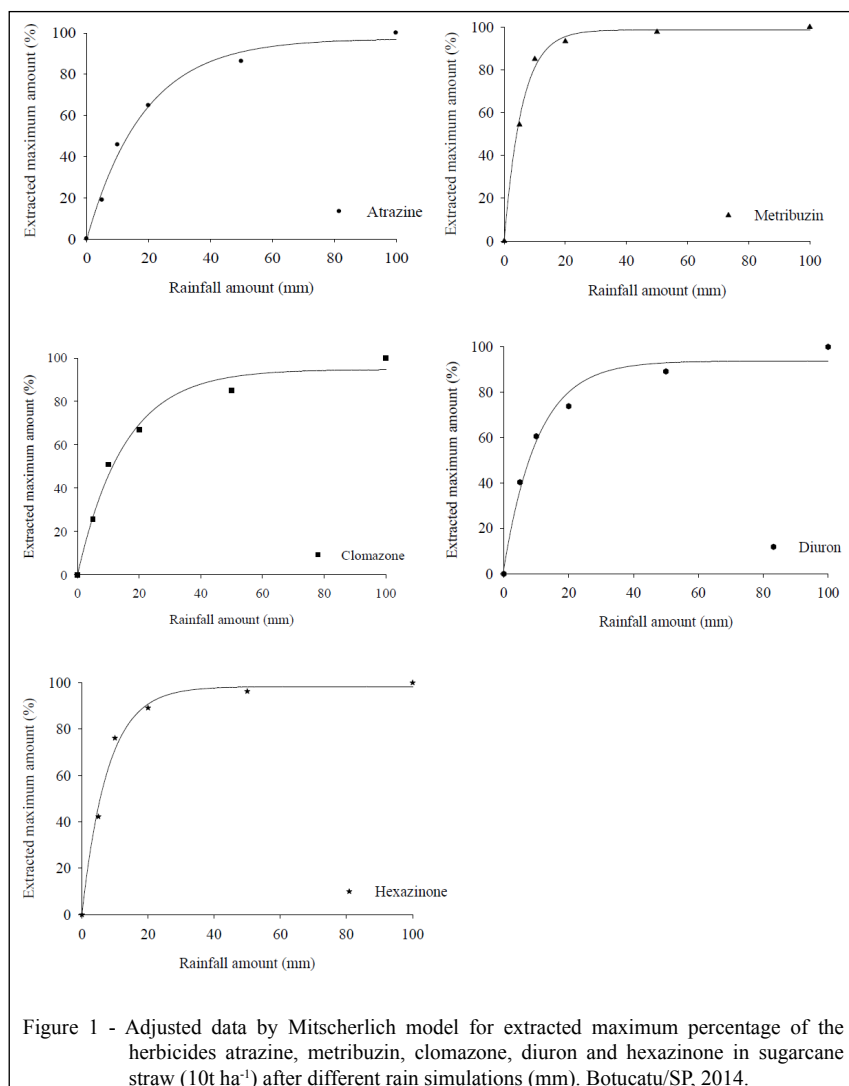 Extracted maximum amount (%)
100
80
60
40
20
0
0 20 40 60 80 100
Rainfall amount (mm)
Atrazine
Extracted maximum amount (%)
100
80
60
40
20
0
0 20 40 60 80 100
Rainfall amount (mm)
Metribuzin
Extracted maximum amount (%)
100
80
60
40
20
0
0 20 40 60 80 100
Rainfall amount (mm)
Clomazone
Extracted maximum amount (%)
100
80
60
40
20
0
0 20 40 60 80 100
Rainfall amount (mm)
Diuron
Extracted maximum amount (%)
100
80
60
40
20
0
0 20 40 60 80 100
Rainfall amount (mm)
Hexazinone
Figure 1 - Adjusted data by Mitscherlich model for extracted maximum percentage of the
herbicides atrazine, metribuzin, clomazone, diuron and hexazinone in sugarcane
straw (10t ha⁻¹) after different rain simulations (mm). Botucatu/SP, 2014.